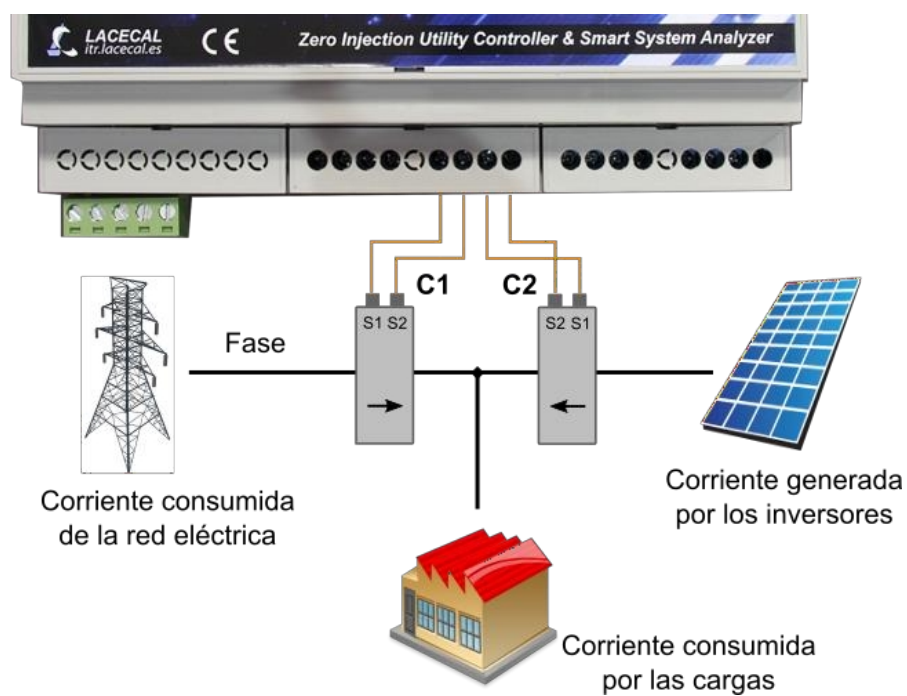 LACECAL
itr.lacecal.es
CE
Zero Injection Utility Controller & Smart System Analyzer
C1
C2
S1 S2
S2 S1
Fase
Corriente consumida
de la red eléctrica
Corriente generada
por los inversores
Corriente consumida
por las cargas